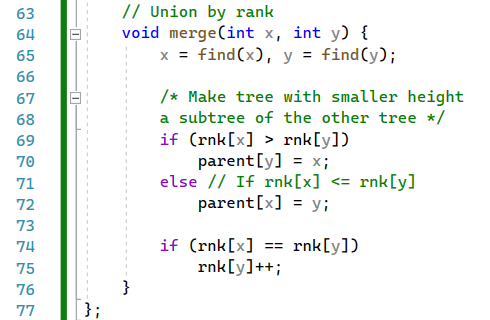 63 // Union by rank
64 void merge(int x, int y) {
65 x = find(x), y = find(y);
66
67 /* Make tree with smaller height
68 a subtree of the other tree */
69 if (rnk[x] > rnk[y])
70 parent[y] = x;
71 else // If rnk[x] <= rnk[y]
72 parent[x] = y;
73
74 if (rnk[x] == rnk[y])
75 rnk[y]++;
76 }
77 };